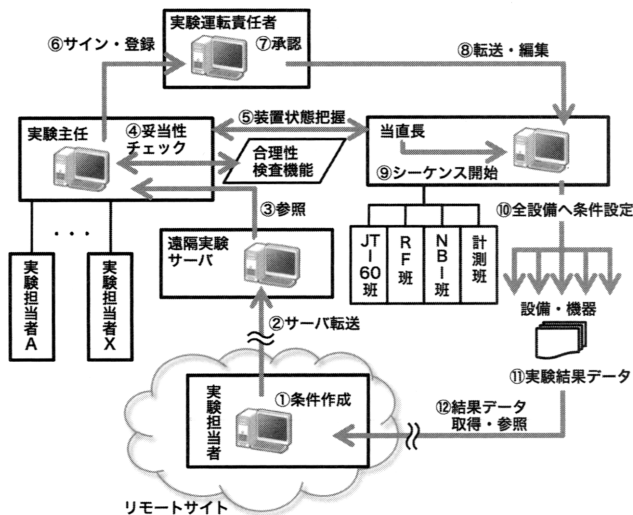 実験運転責任者
⑥サイン・登録
⑦承認
⑧転送・編集
実験主任
④妥当性
チェック
⑤装置状態把握
合理性
検査機能
当直長
⑨シーケンス開始
③参照
⑩全設備へ条件設定
・・・
実験担当者A
実験担当者X
遠隔実験
サーバ
JT-60班
RF班
NBI班
計測班
設備・機器
②サーバ転送
⑪実験結果データ
実験担当者
①条件作成
⑫結果データ
取得・参照
リモートサイト